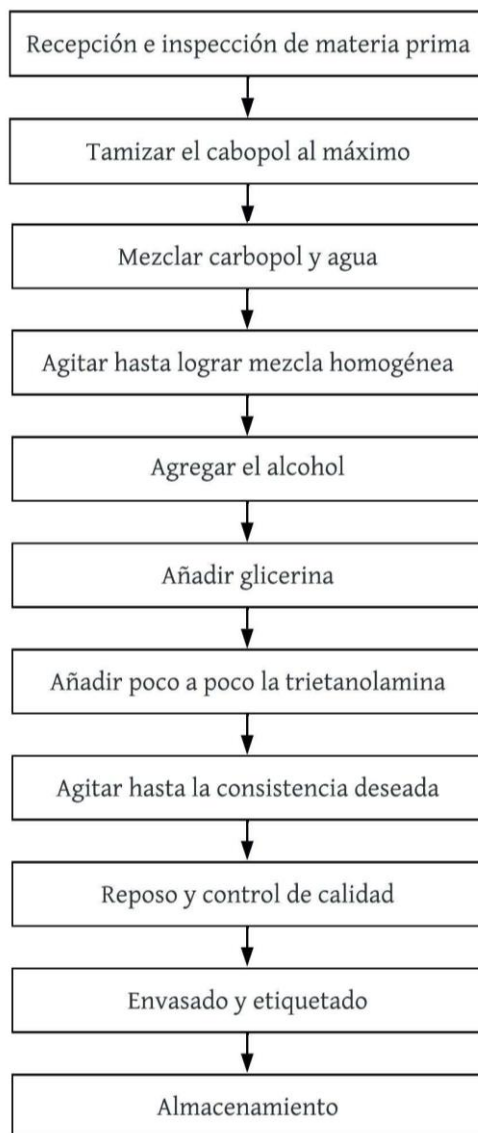 Recepción e inspección de materia prima
Tamizar el cabopol al máximo
Mezclar carbopol y agua
Agitar hasta lograr mezcla homogénea
Agregar el alcohol
Añadir glicerina
Añadir poco a poco la trietanolamina
Agitar hasta la consistencia deseada
Reposo y control de calidad
Envasado y etiquetado
Almacenamiento